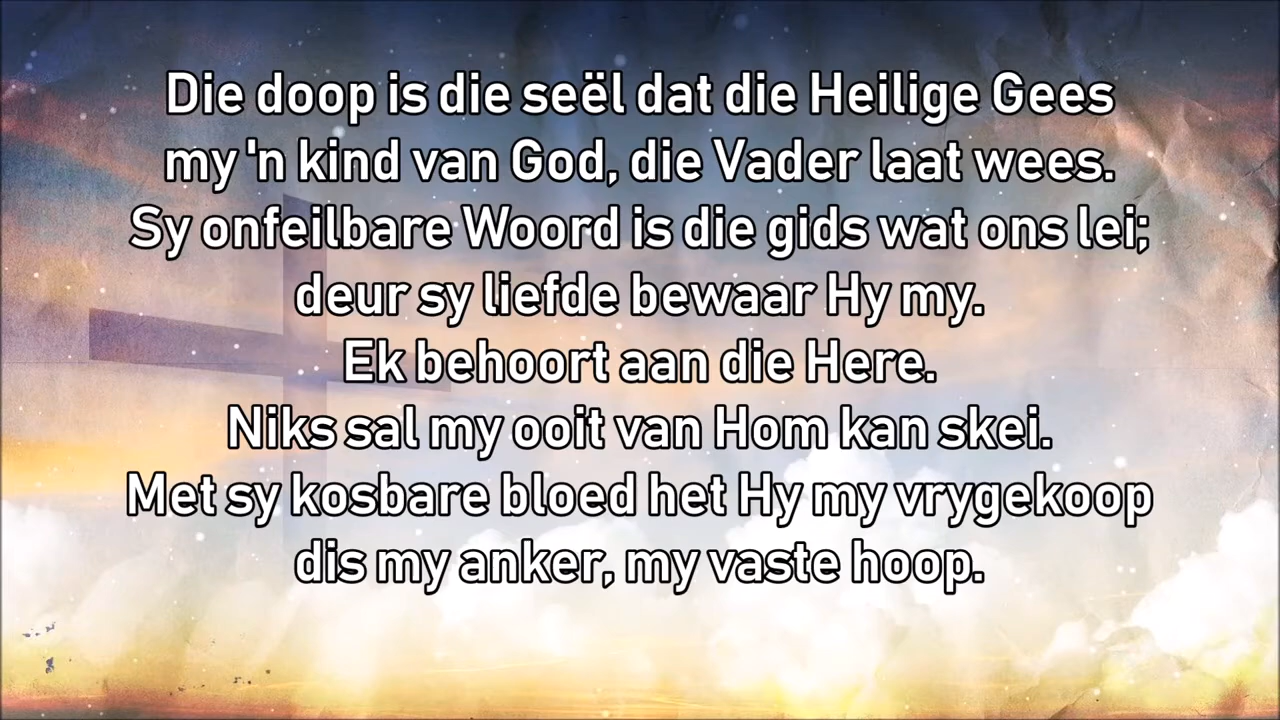 Die doop is die seël dat die Heilige Gees
my 'n kind van God, die Vader laat wees.
Sy onfeilbare Woord is die gids wat ons lei;
deur sy liefde bewaar Hy my.
Ek behoort aan die Here.
Niks sal my ooit van Hom kan skei.
Met sy kosbare bloed het Hy my vrygekoop
dis my anker, my vaste hoop.